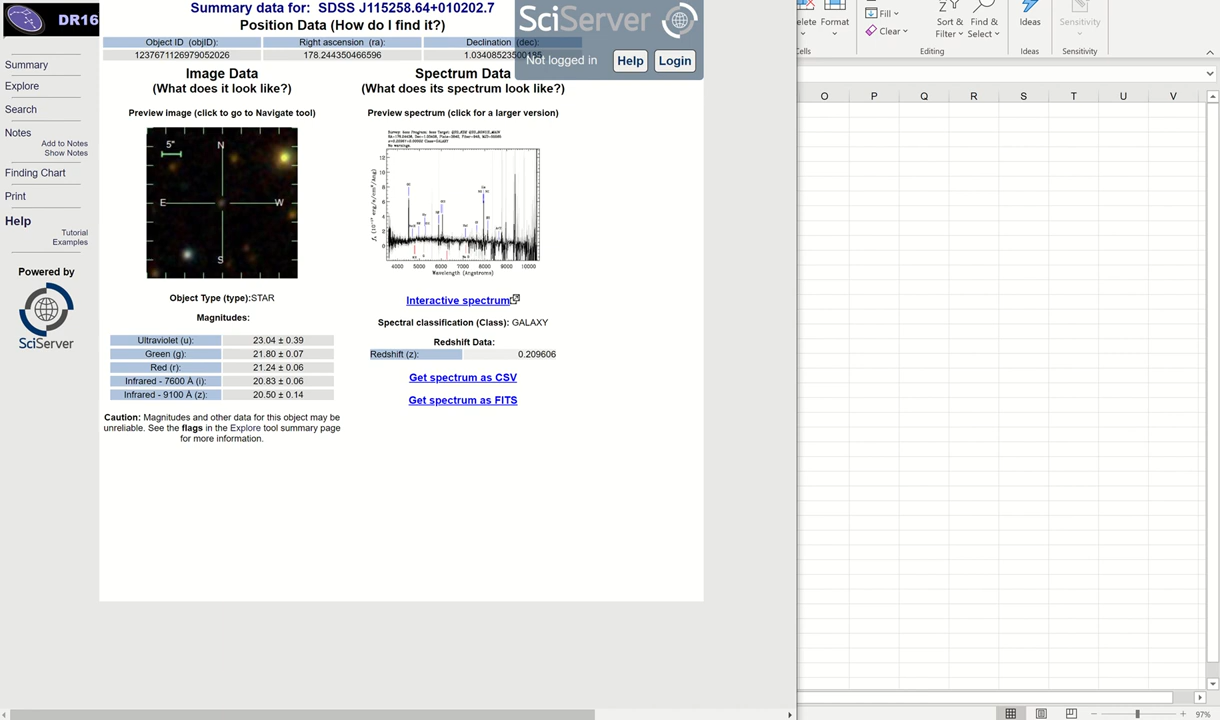 DR16
Summary
Explore
Search
Notes
Add to Notes
Show Notes
Finding Chart
Print
Help
Tutorial
Examples
Powered by
SciServer
Summary data for: SDSS J115258.64+010202.7
Position Data (How do I find it?)
Object ID (objID):
Right ascension (ra):
Declination (dec):
1237671126979052026
178.244350466596
SciServer
Not logged in
Help
Login
Image Data
(What does it look like?)
Preview image (click to go to Navigate tool)
5"
N
E
W
S
Object Type (type):STAR
Magnitudes:
Ultraviolet (u): 23.04 ± 0.39
Green (g): 21.80 ± 0.07
Red (r): 21.24 ± 0.06
Infrared - 7600 Å (i): 20.83 ± 0.06
Infrared - 9100 Å (z): 20.50 ± 0.14
Caution: Magnitudes and other data for this object may be
unreliable. See the flags in the Explore tool summary page
for more information.
Spectrum Data
(What does its spectrum look like?)
Preview spectrum (click for a larger version)
12
10
8
6
4
2
0
4000 5000 6000 7000 8000 9000 10000
Wavelength (Angstroms)
Interactive spectrum
Spectral classification (Class): GALAXY
Redshift Data:
Redshift (z): 0.209606
Get spectrum as CSV
Get spectrum as FITS
Format
Fill
Clear
Sort &
Filter
Find &
Select
Ideas
Sensitivity
Editing
Ideas
Sensitivity
O P Q R S T U V
97%